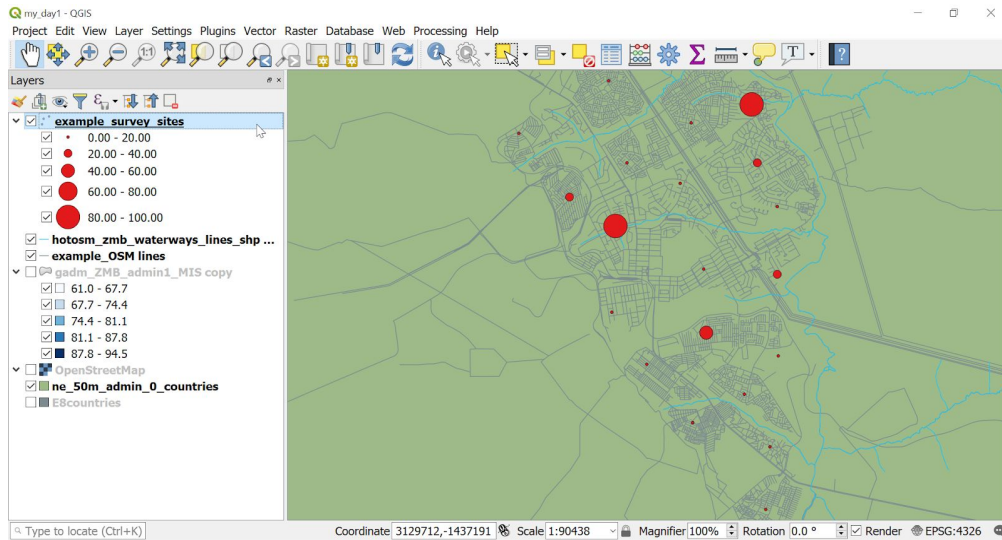 my_day1 - QGIS
Project Edit View Layer Settings Plugins Vector Raster Database Web Processing Help
Layers
example_survey_sites
0.00 - 20.00
20.00 - 40.00
40.00 - 60.00
60.00 - 80.00
80.00 - 100.00
hotosm_zmb_waterways_lines_shp ...
example_OSM lines
gadm_ZMB_admin1_MIS copy
61.0 - 67.7
67.7 - 74.4
74.4 - 81.1
81.1 - 87.8
87.8 - 94.5
OpenStreetMap
ne_50m_admin_0_countries
E8countries
Type to locate (Ctrl+K) Coordinate 3129712,-1437191 Scale 1:90438 Magnifier 100% Rotation 0.0 ° Render EPSG:4326